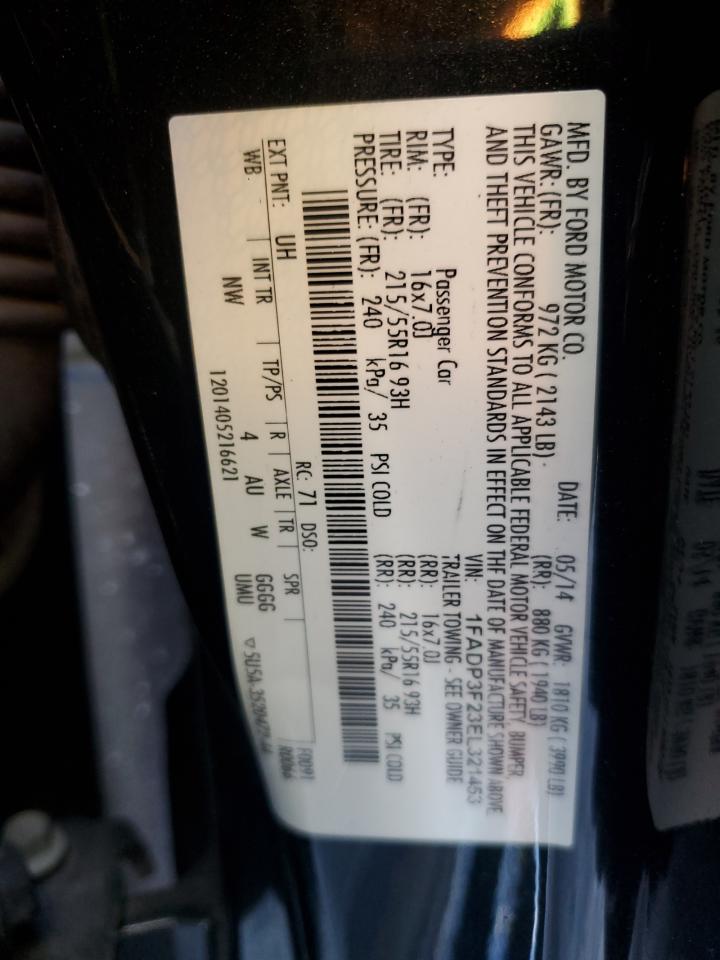 MFD. BY FORD MOTOR CO. DATE: 05/14 GVWR: 1810 KG ( 3990 LB)
GAWR: (FR): 972 KG ( 2143 LB) - (RR): 880 KG ( 1940 LB)
THIS VEHICLE CONFORMS TO ALL APPLICABLE FEDERAL MOTOR VEHICLE SAFETY, BUMPER,
AND THEFT PREVENTION STANDARDS IN EFFECT ON THE DATE OF MANUFACTURE SHOWN ABOVE
VIN: 1FADP3F23EL321453
TYPE: Passenger Car TRAILER TOWING - SEE OWNER GUIDE
RIM: (FR): 16x7.0J (RR): 16x7.0J
TIRE: (FR): 215/55R16 93H (RR): 215/55R16 93H
PRESSURE: (FR): 240 kPa/ 35 PSI COLD (RR): 240 kPa/ 35 PSI COLD
EXT PNT: UH RC: 71 DSO: F0091
WB: - INT TR TP/PS R AXLE TR SPR
NW 4 AU W GGGG
1201405216621 UMU